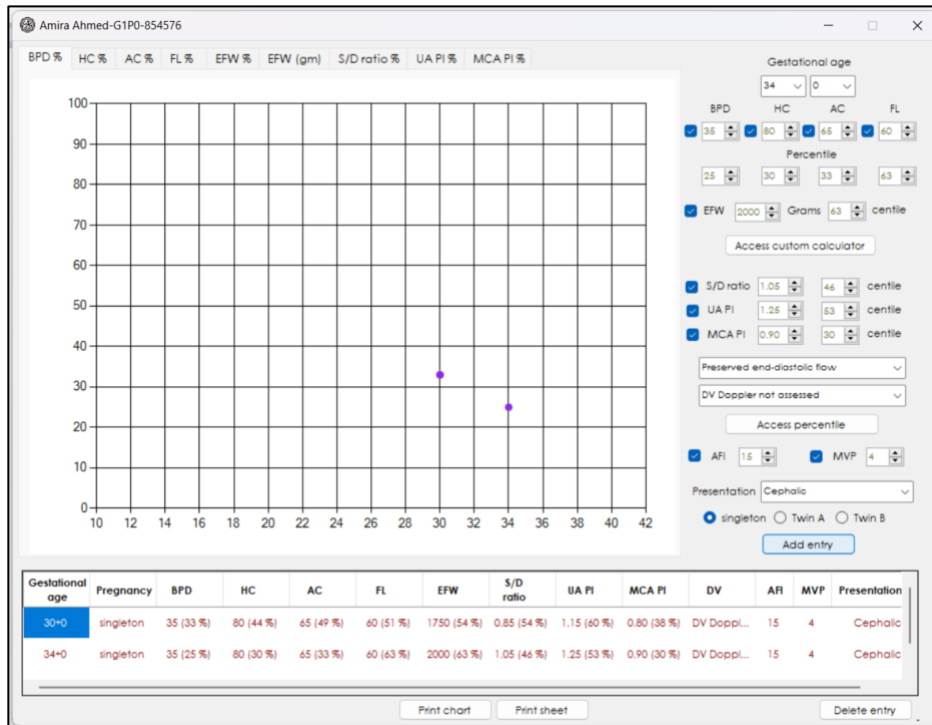 Amira Ahmed-G1P0-854576
BPD % HC % AC % FL % EFW % EFW (gm) S/D ratio % UA PI % MCA PI %
100
90
80
70
60
50
40
30
20
10
0
10 12 14 16 18 20 22 24 26 28 30 32 34 36 38 40 42
Gestational age
34 0
BPD HC AC FL
35 80 65 60
Percentile
25 30 33 63
EFW 2000 Grams 63 centile
Access custom calculator
S/D ratio 1.05 46 centile
UA PI 1.25 53 centile
MCA PI 0.90 30 centile
Preserved end-diastolic flow
DV Doppler not assessed
Access percentile
AFI 15 MVP 4
Presentation Cephalic
singleton Twin A Twin B
Add entry
Gestational age Pregnancy BPD HC AC FL EFW S/D ratio UA PI MCA PI DV AFI MVP Presentation
30+0 singleton 35 (33 %) 80 (44 %) 65 (49 %) 60 (51 %) 1750 (54 %) 0.85 (54 %) 1.15 (60 %) 0.80 (38 %) DV Doppl... 15 4 Cephalic
34+0 singleton 35 (25 %) 80 (30 %) 65 (33 %) 60 (63 %) 2000 (63 %) 1.05 (46 %) 1.25 (53 %) 0.90 (30 %) DV Doppl... 15 4 Cephalic
Print chart Print sheet Delete entry